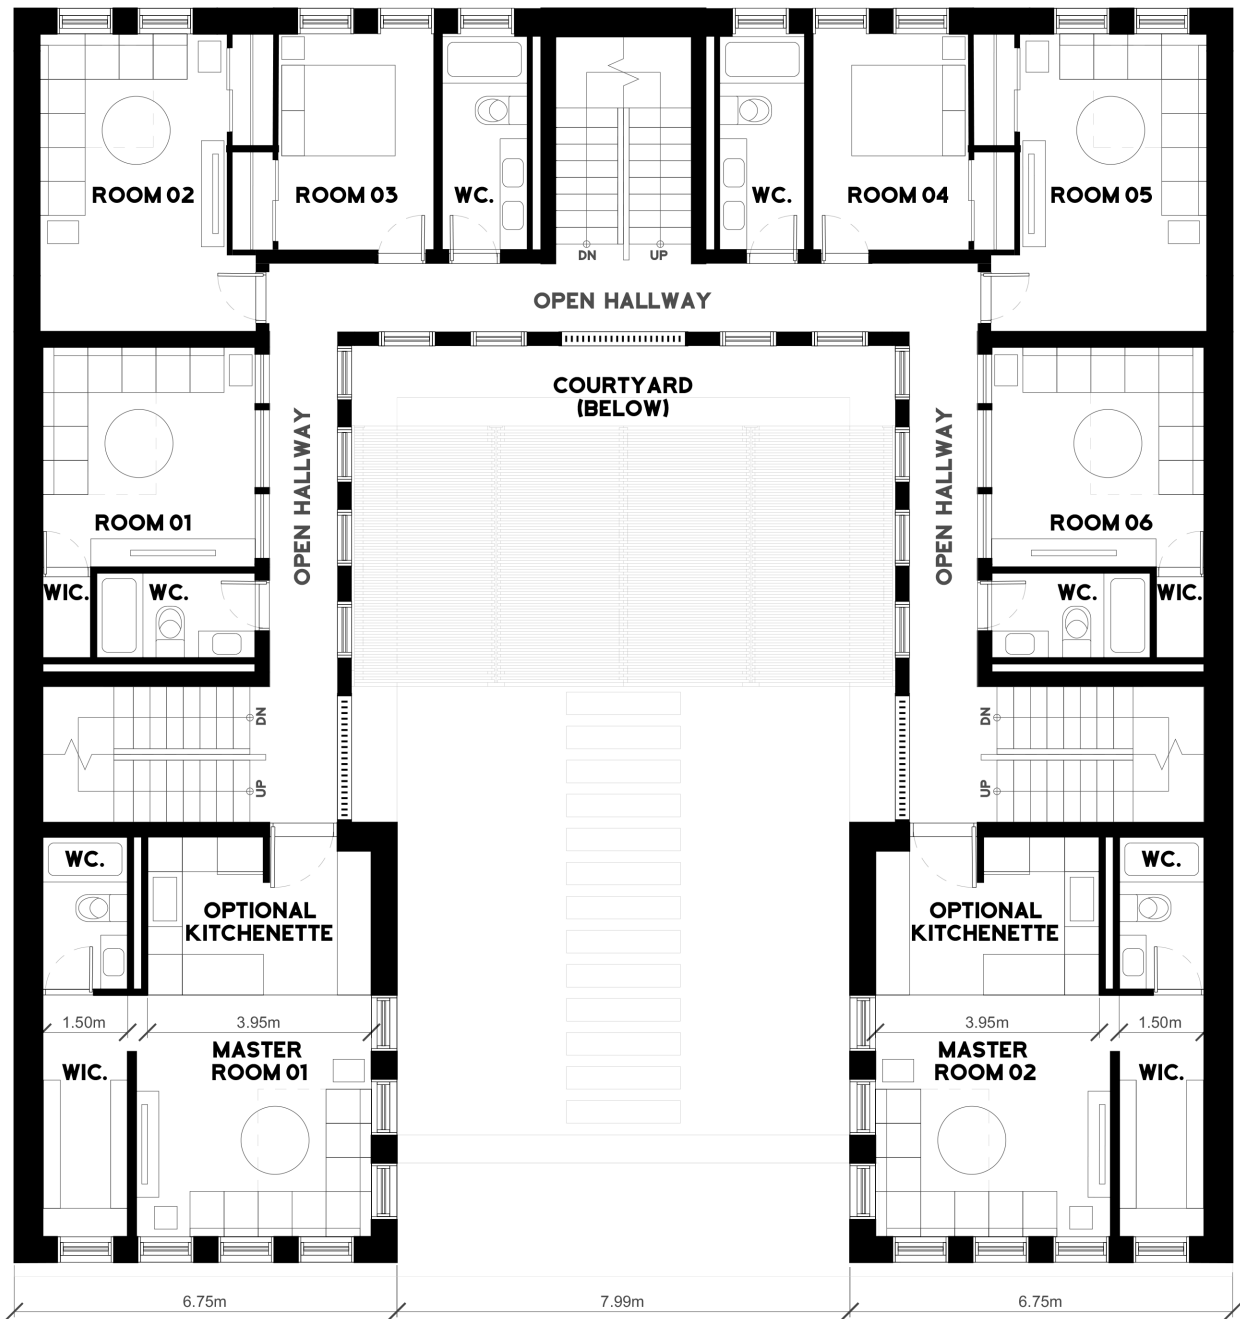 ROOM 02
ROOM 03
WC.
WC.
ROOM 04
ROOM 05
DN
UP
OPEN HALLWAY
COURTYARD
(BELOW)
OPEN HALLWAY
OPEN HALLWAY
ROOM 01
ROOM 06
WIC.
WC.
WC.
WIC.
DN
UP
DN
UP
WC.
OPTIONAL
KITCHENETTE
OPTIONAL
KITCHENETTE
WC.
1.50m
3.95m
3.95m
1.50m
MASTER
ROOM 01
WIC.
MASTER
ROOM 02
WIC.
6.75m
7.99m
6.75m